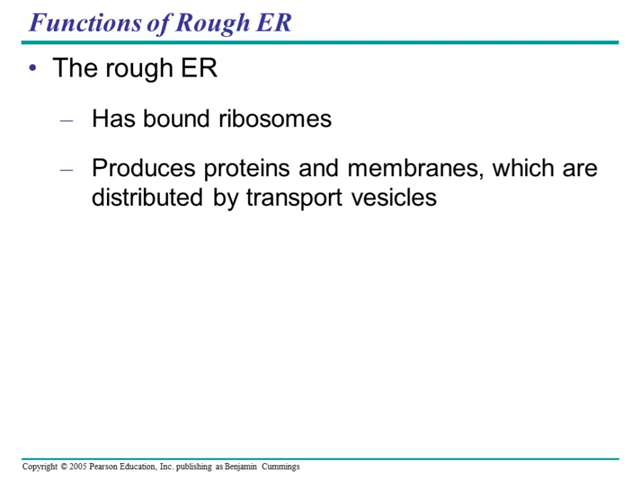 Functions of Rough ER
• The rough ER
– Has bound ribosomes
– Produces proteins and membranes, which are
distributed by transport vesicles
Copyright © 2005 Pearson Education, Inc. publishing as Benjamin Cummings